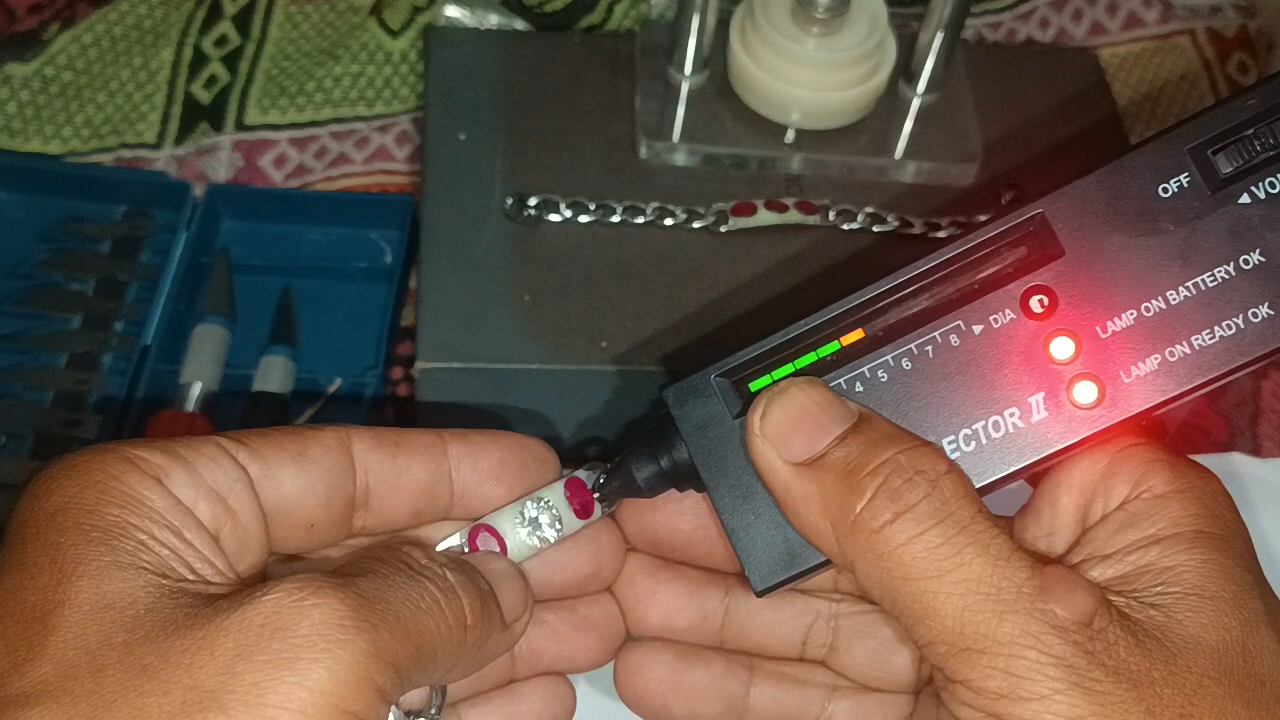 OFF
◀ VO
LAMP ON BATTERY OK
LAMP ON READY OK
4 5 6 7 8 ▶ DIA
ECTOR II